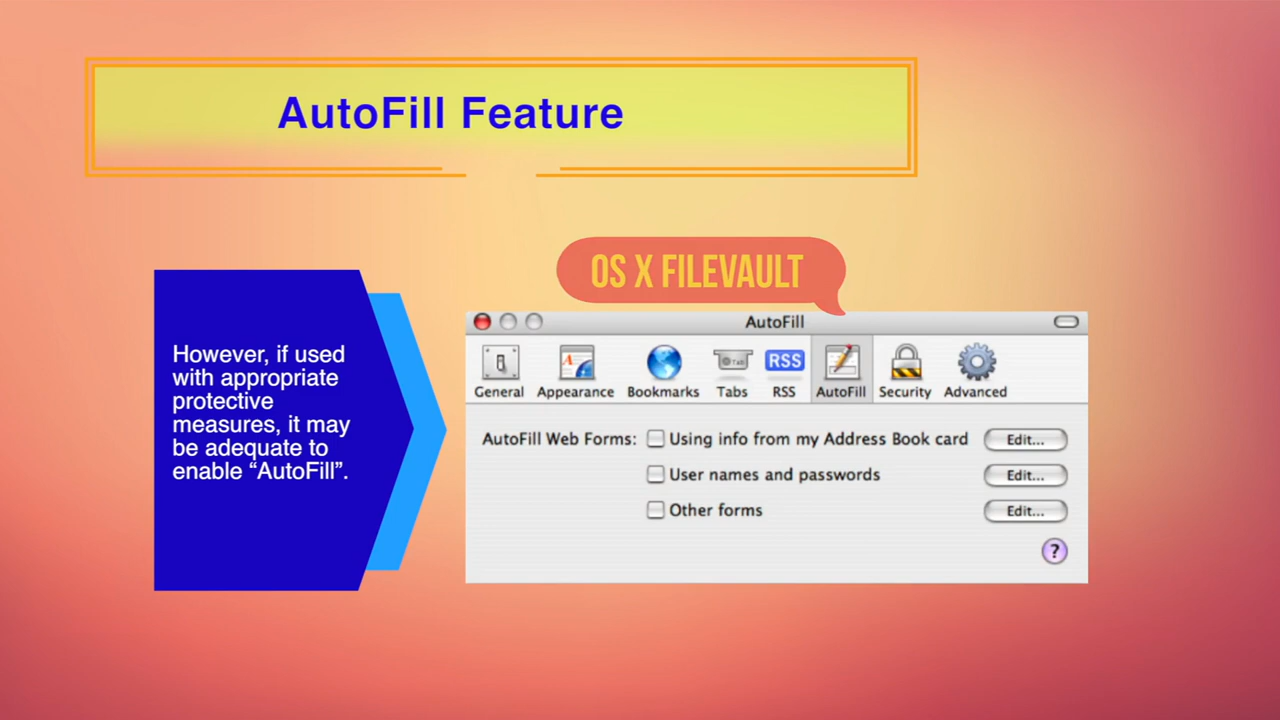 AutoFill Feature
OS X FILEVAULT
However, if used
with appropriate
protective
measures, it may
be adequate to
enable “AutoFill”.
AutoFill
General Appearance Bookmarks Tabs RSS AutoFill Security Advanced
AutoFill Web Forms: Using info from my Address Book card Edit...
User names and passwords Edit...
Other forms Edit...
?